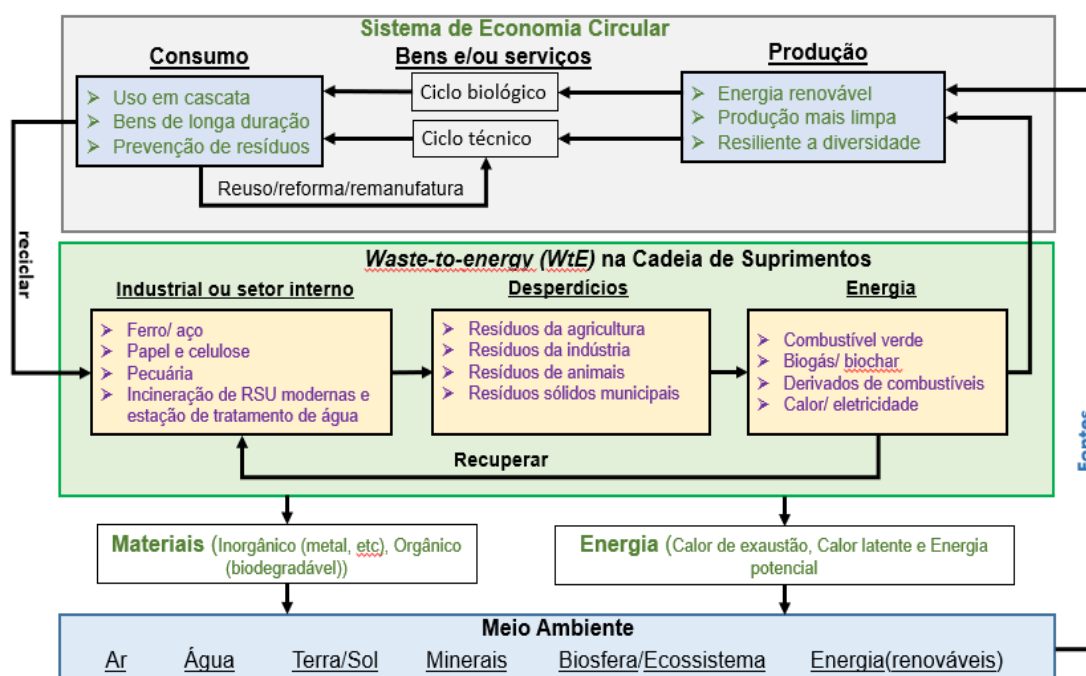 Sistema de Economia Circular
Consumo
Bens e/ou serviços
Produção
Uso em cascata
Bens de longa duração
Prevenção de resíduos
Ciclo biológico
Ciclo técnico
Energia renovável
Produção mais limpa
Resiliente a diversidade
Reuso/reforma/remanufatura
reciclar
Waste-to-energy (WtE) na Cadeia de Suprimentos
Industrial ou setor interno
Desperdícios
Energia
Ferro/ aço
Papel e celulose
Pecuária
Incineração de RSU modernas e
estação de tratamento de água
Resíduos da agricultura
Resíduos da indústria
Resíduos de animais
Resíduos sólidos municipais
Combustível verde
Biogás/ biochar
Derivados de combustíveis
Calor/ eletricidade
Recuperar
Fontes
Materiais (Inorgânico (metal, etc), Orgânico
(biodegradável))
Energia (Calor de exaustão, Calor latente e Energia
potencial
Meio Ambiente
Ar Água Terra/Sol Minerais Biosfera/Ecossistema Energia(renováveis)